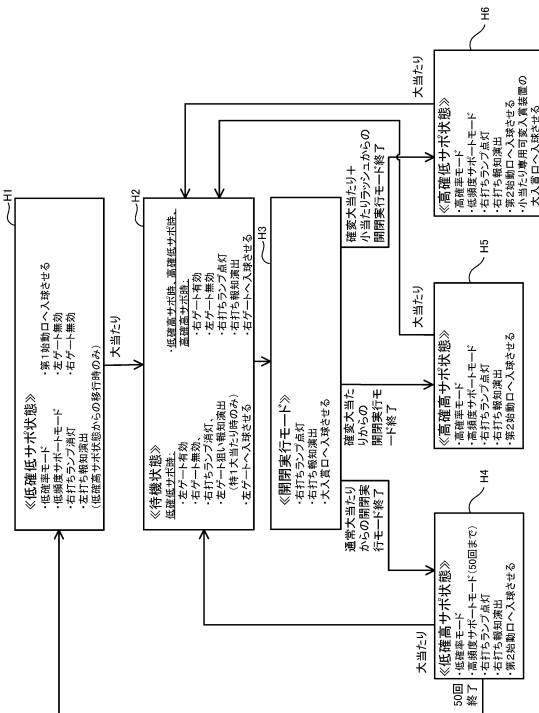 H1
≪低確低サポ状態≫
・低確率モード
・低頻度サポートモード
・右打ちランプ消灯
・左打ち報知演出
(低確高サポ状態からの移行時のみ)
・第1始動口へ入球させる
・左ゲート無効
・右ゲート無効
大当たり
H2
≪待機状態≫
低確低サポ時、
・左ゲート有効
・右ゲート無効、
・右打ちランプ消灯、
・左ゲート狙い報知演出
(特1大当たり時のみ)
・左ゲートへ入球させる
・低確高サポ時、高確低サポ時、
高確高サポ時:
・右ゲート有効
・左ゲート無効
・右打ちランプ点灯
・右打ち報知演出
・右ゲートへ入球させる
H3
≪開閉実行モード≫
・右打ちランプ点灯
・右打ち報知演出
・大入賞口へ入球させる
通常大当たり
からの開閉実
行モード終了
確変大当た
りからの
開閉実行モ
ード終了
確変大当たり+
小当たりラッシュからの
開閉実行モード終了
大当たり
H4
≪低確高サポ状態≫
・低確率モード
・高頻度サポートモード(50回まで)
・右打ちランプ点灯
・右打ち報知演出
・第2始動口へ入球させる
50回
終了
大当たり
H5
≪高確高サポ状態≫
・高確率モード
・高頻度サポートモード
・右打ちランプ点灯
・右打ち報知演出
・第2始動口へ入球させる
大当たり
H6
≪高確低サポ状態≫
・高確率モード
・低頻度サポートモード
・右打ちランプ点灯
・右打ち報知演出
・第2始動口へ入球させる
・小当たり専用可変入賞装置の
大入賞口へ入球させる